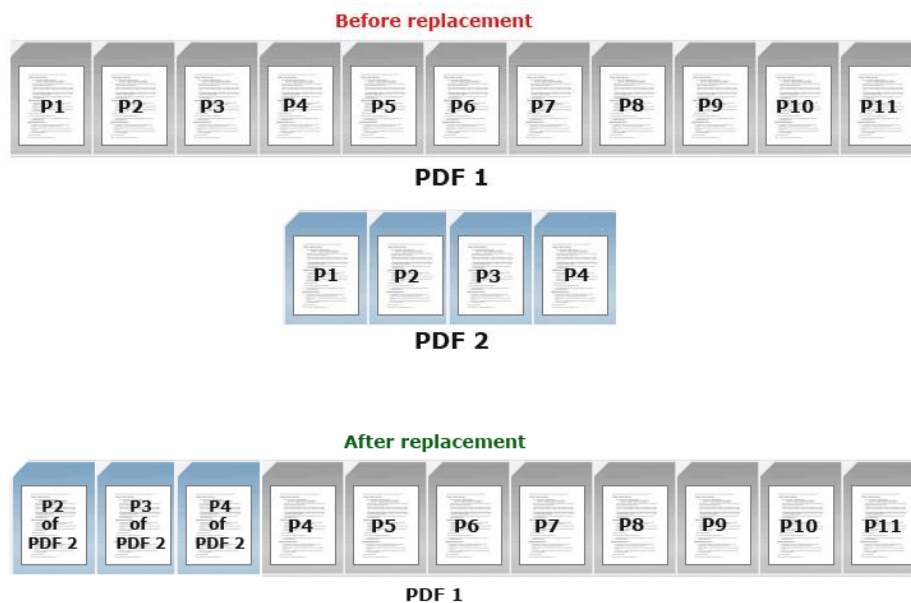 Before replacement
P1 P2 P3 P4 P5 P6 P7 P8 P9 P10 P11
PDF 1
P1 P2 P3 P4
PDF 2
After replacement
P2 of PDF 2 P3 of PDF 2 P4 of PDF 2 P4 P5 P6 P7 P8 P9 P10 P11
PDF 1